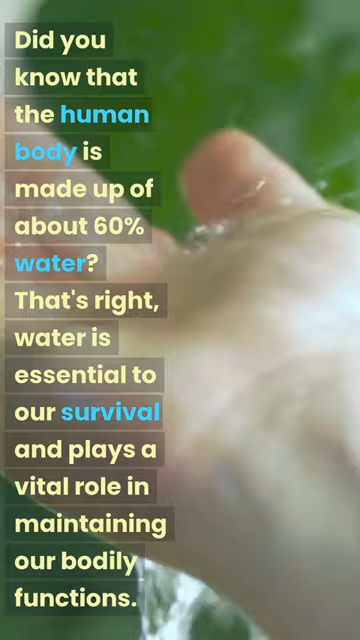 Did you
know that
the human
body is
made up of
about 60%
water?
That's right,
water is
essential to
our survival
and plays a
vital role in
maintaining
our bodily
functions.